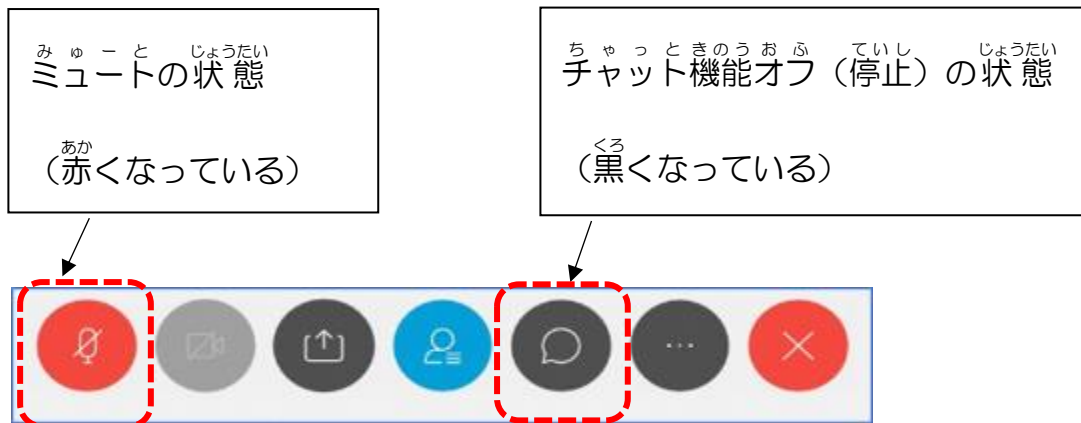 みゅーと じょうたい
ミュートの状態
あか
（赤くなっている）
ちゃっときのうおふ ていし じょうたい
チャット機能オフ（停止）の状態
くろ
（黒くなっている）